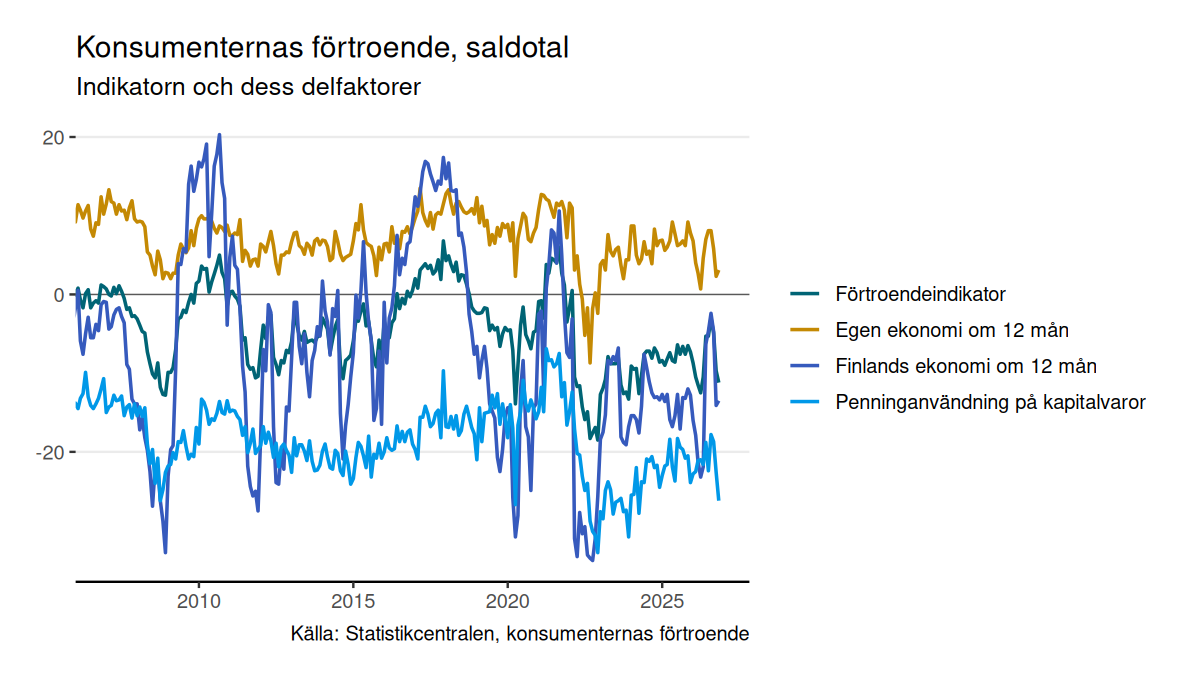 Konsumenternas förtroende, saldotal
Indikatorn och dess delfaktorer
20
0
-20
2010 2015 2020 2025
Förtroendeindikator
Egen ekonomi om 12 mån
Finlands ekonomi om 12 mån
Penninganvändning på kapitalvaror
Källa: Statistikcentralen, konsumenternas förtroende